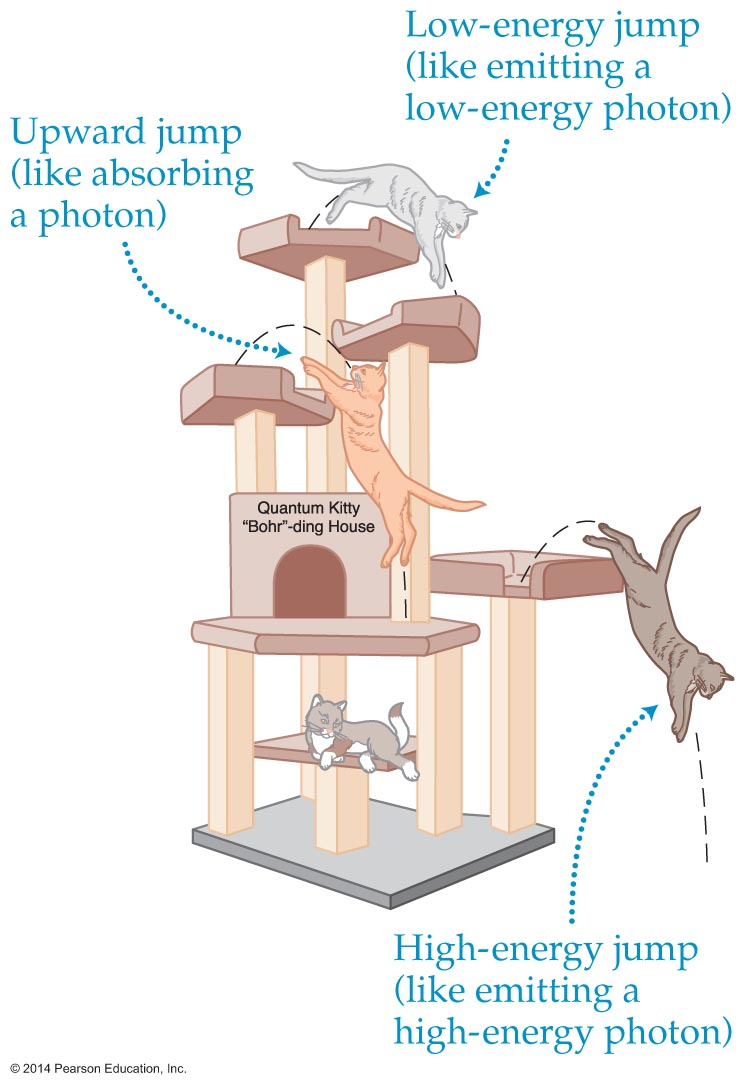 Low-energy jump
(like emitting a
low-energy photon)
Upward jump
(like absorbing
a photon)
Quantum Kitty
“Bohr”-ding House
High-energy jump
(like emitting a
high-energy photon)
© 2014 Pearson Education, Inc.